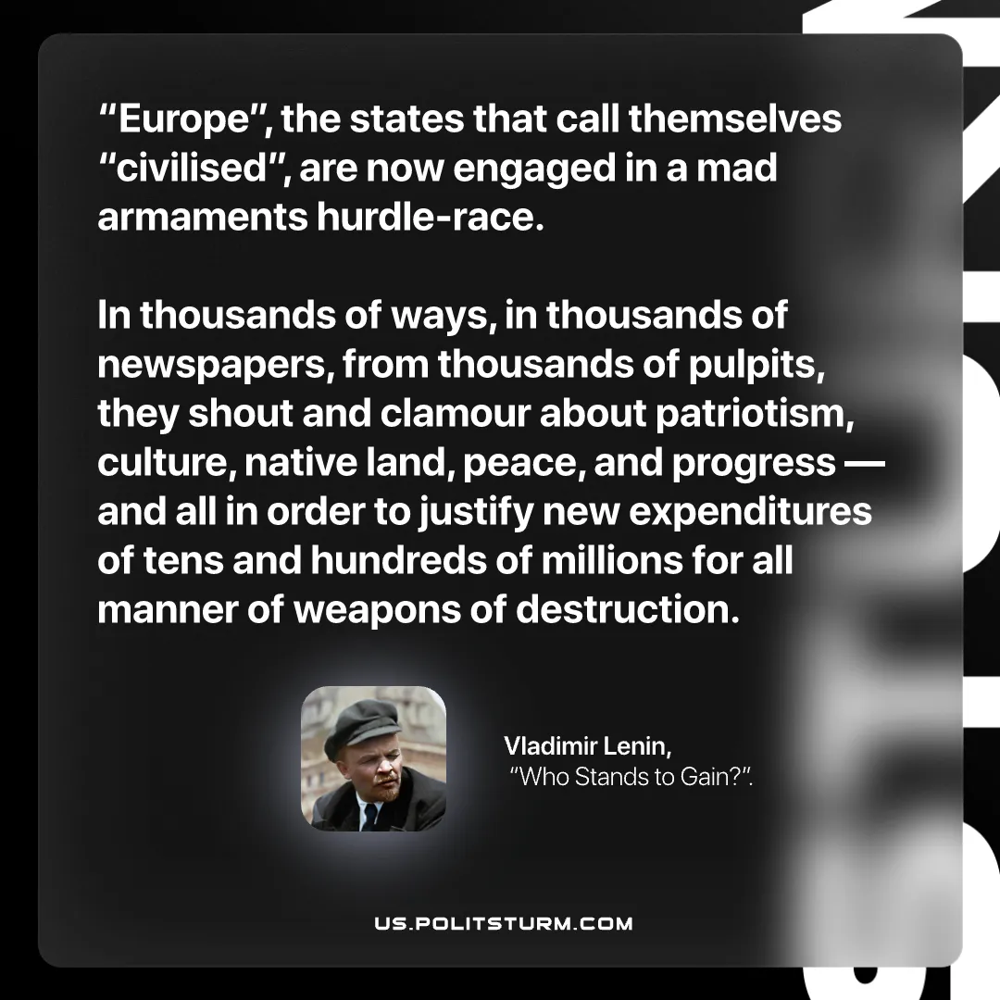 “Europe”, the states that call themselves
“civilised”, are now engaged in a mad
armaments hurdle-race.
In thousands of ways, in thousands of
newspapers, from thousands of pulpits,
they shout and clamour about patriotism,
culture, native land, peace, and progress —
and all in order to justify new expenditures
of tens and hundreds of millions for all
manner of weapons of destruction.
Vladimir Lenin,
“Who Stands to Gain?”.
US.POLITSTURM.COM